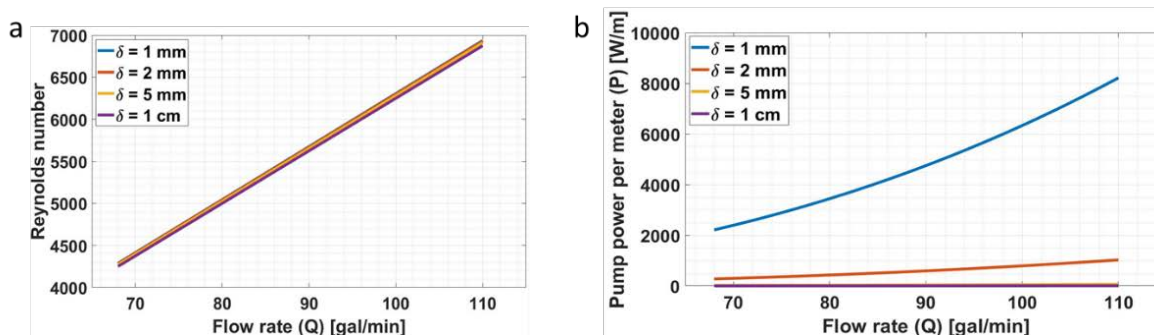 a
Reynolds number
7000
6500
6000
5500
5000
4500
4000
δ = 1 mm
δ = 2 mm
δ = 5 mm
δ = 1 cm
70 80 90 100 110
Flow rate (Q) [gal/min]
b
Pump power per meter (P) [W/m]
10000
8000
6000
4000
2000
0
δ = 1 mm
δ = 2 mm
δ = 5 mm
δ = 1 cm
70 80 90 100 110
Flow rate (Q) [gal/min]